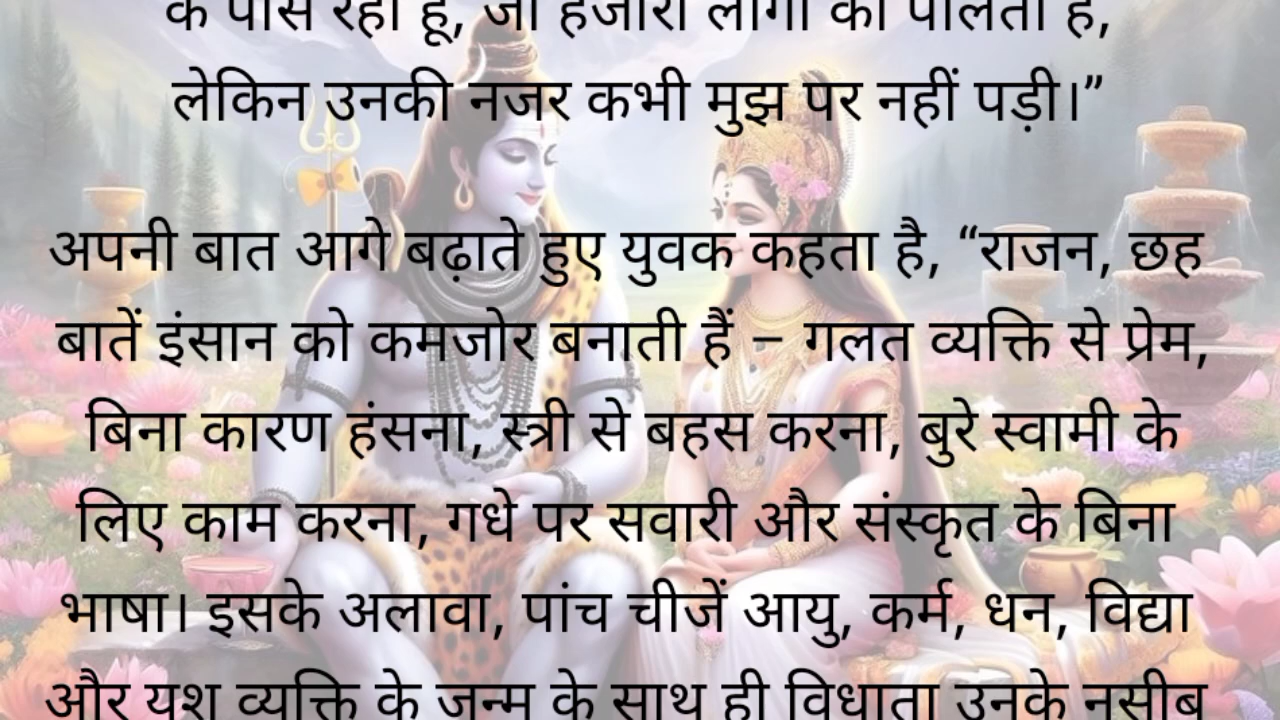 के पास रहा हूं, जो हजारों लोगों को पालता है,
लेकिन उनकी नजर कभी मुझ पर नहीं पड़ी।”
अपनी बात आगे बढ़ाते हुए युवक कहता है, “राजन, छह
बातें इंसान को कमजोर बनाती हैं – गलत व्यक्ति से प्रेम,
बिना कारण हंसना, स्त्री से बहस करना, बुरे स्वामी के
लिए काम करना, गधे पर सवारी और संस्कृत के बिना
भाषा। इसके अलावा, पांच चीजें आयु, कर्म, धन, विद्या
और यश व्यक्ति के जन्म के साथ ही विधाता उनके नसीब